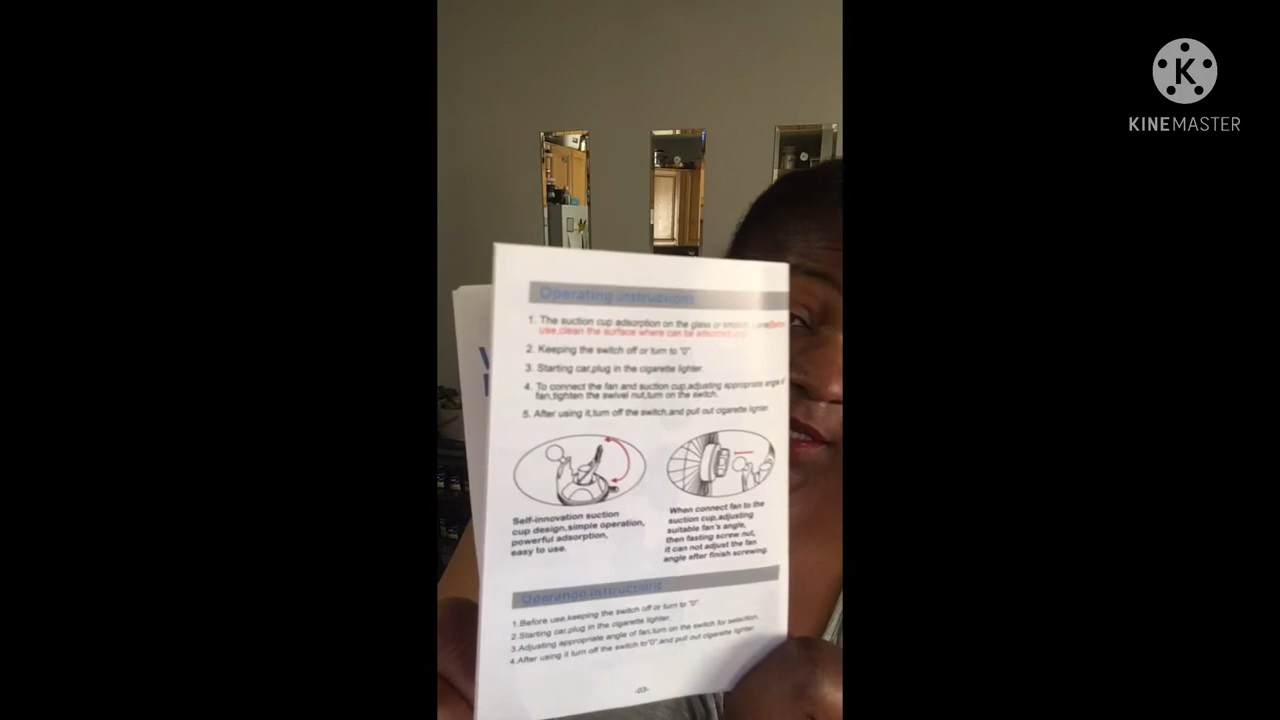 K
KINEMASTER
Operating instructions
1. The suction cup adsorption on the glass or smooth
use,clean the surface where can be adsorbed
2. Keeping the switch off or turn to "0".
3. Starting car,plug in the cigarette lighter.
4. To connect the fan and suction cup,adjusting appropriate angle of
fan,tighten the swivel nut,turn on the switch.
5. After using it,turn off the switch,and pull out cigarette lighter.
Self-innovation suction
cup design,simple operation,
powerful adsorption,
easy to use.
When connect fan to the
suction cup,adjusting
suitable fan's angle,
then fasting screw nut,
it can not adjust the fan
angle after finish screwing.
Operating instructions
1.Before use,keeping the switch off or turn to "0".
2.Starting car,plug in the cigarette lighter.
3.Adjusting appropriate angle of fan,turn on the switch for selection.
4.After using it turn off the switch to"0",and pull out cigarette lighter.
-03-